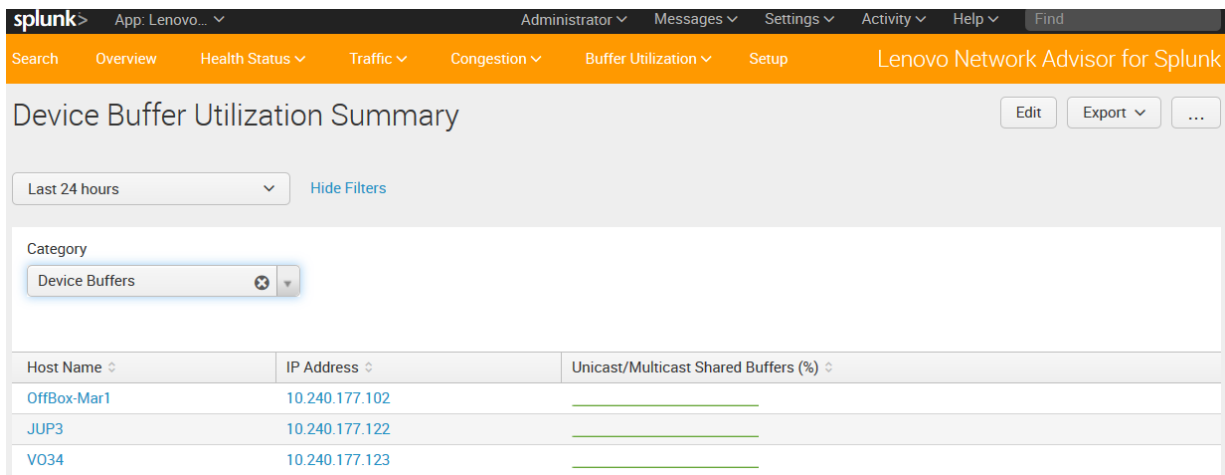 splunk> App: Lenovo... Administrator Messages Settings Activity Help Find
Search Overview Health Status Traffic Congestion Buffer Utilization Setup Lenovo Network Advisor for Splunk
Device Buffer Utilization Summary Edit Export ...
Last 24 hours Hide Filters
Category
Device Buffers
Host Name IP Address Unicast/Multicast Shared Buffers (%)
OffBox-Mar1 10.240.177.102
JUP3 10.240.177.122
VO34 10.240.177.123